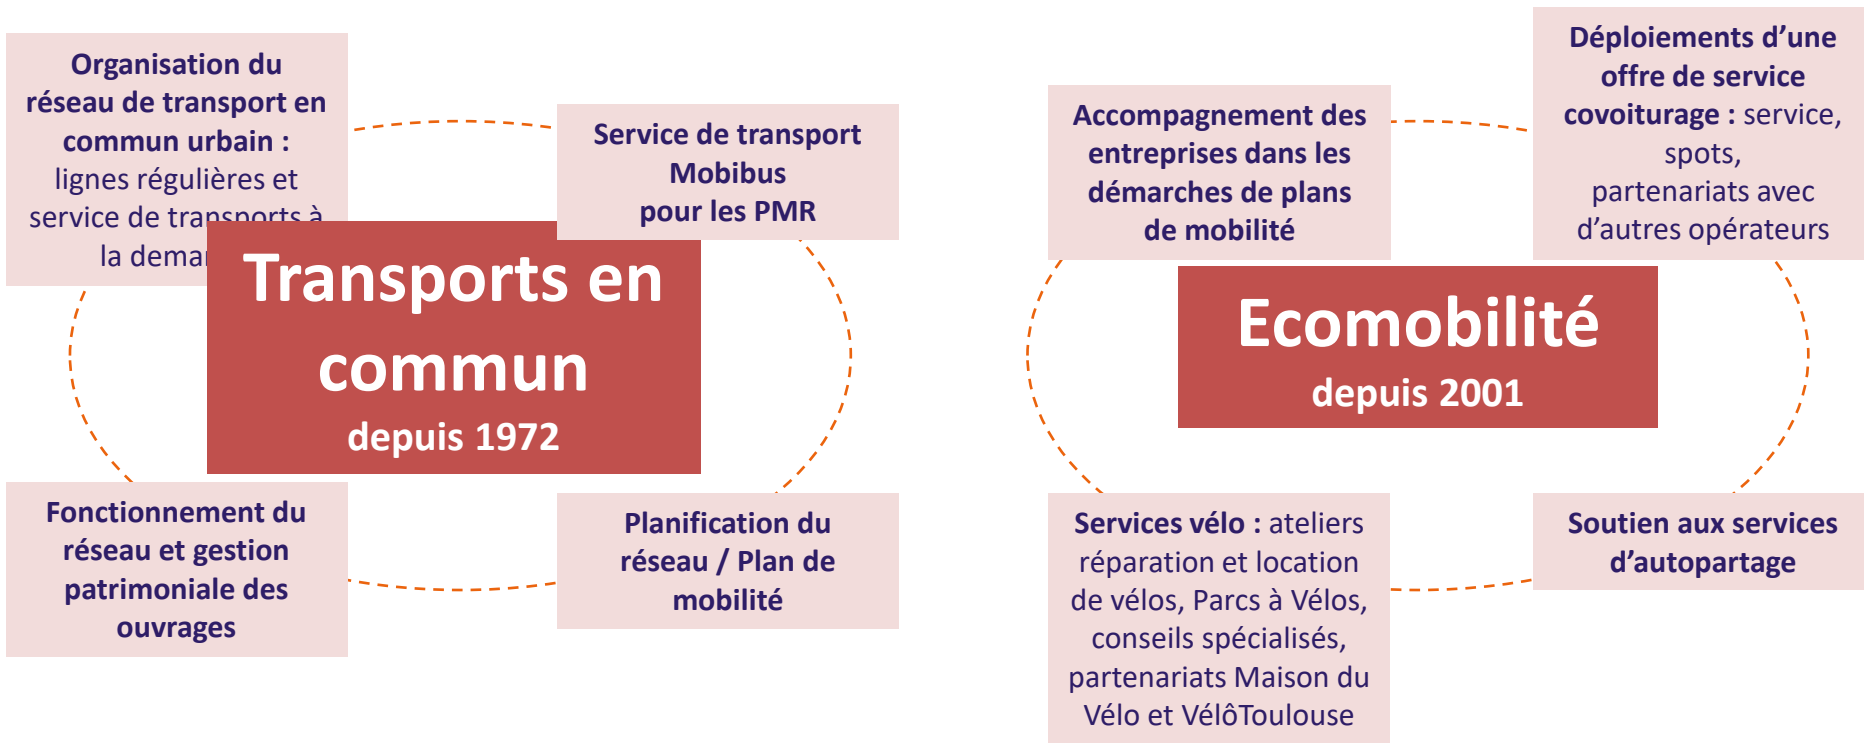 Organisation du
réseau de transport en
commun urbain :
lignes régulières et
service de transports à
la
Service de transport
Mobibus
pour les PMR
Transports en
commun
depuis 1972
Fonctionnement du
réseau et gestion
patrimoniale des
ouvrages
Planification du
réseau / Plan de
mobilité
Accompagnement des
entreprises dans les
démarches de plans
de mobilité
Déploiements d’une
offre de service
covoiturage : service,
spots,
partenariats avec
d’autres opérateurs
Ecomobilité
depuis 2001
Services vélo : ateliers
réparation et location
de vélos, Parcs à Vélos,
conseils spécialisés,
partenariats Maison du
Vélo et VélôToulouse
Soutien aux services
d’autopartage